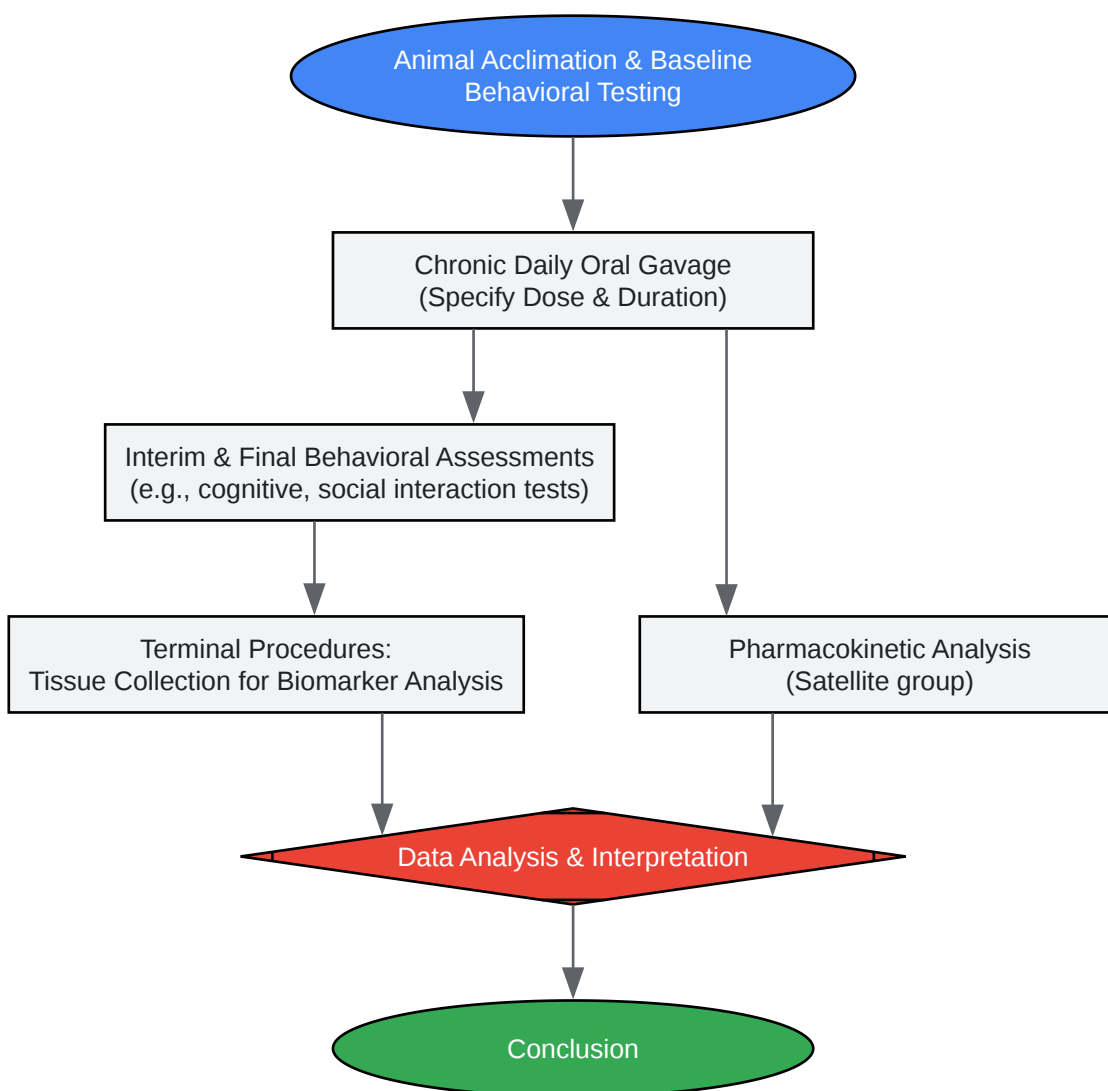 Animal Acclimation & Baseline
Behavioral Testing
Chronic Daily Oral Gavage
(Specify Dose & Duration)
Interim & Final Behavioral Assessments
(e.g., cognitive, social interaction tests)
Terminal Procedures:
Tissue Collection for Biomarker Analysis
Pharmacokinetic Analysis
(Satellite group)
Data Analysis & Interpretation
Conclusion